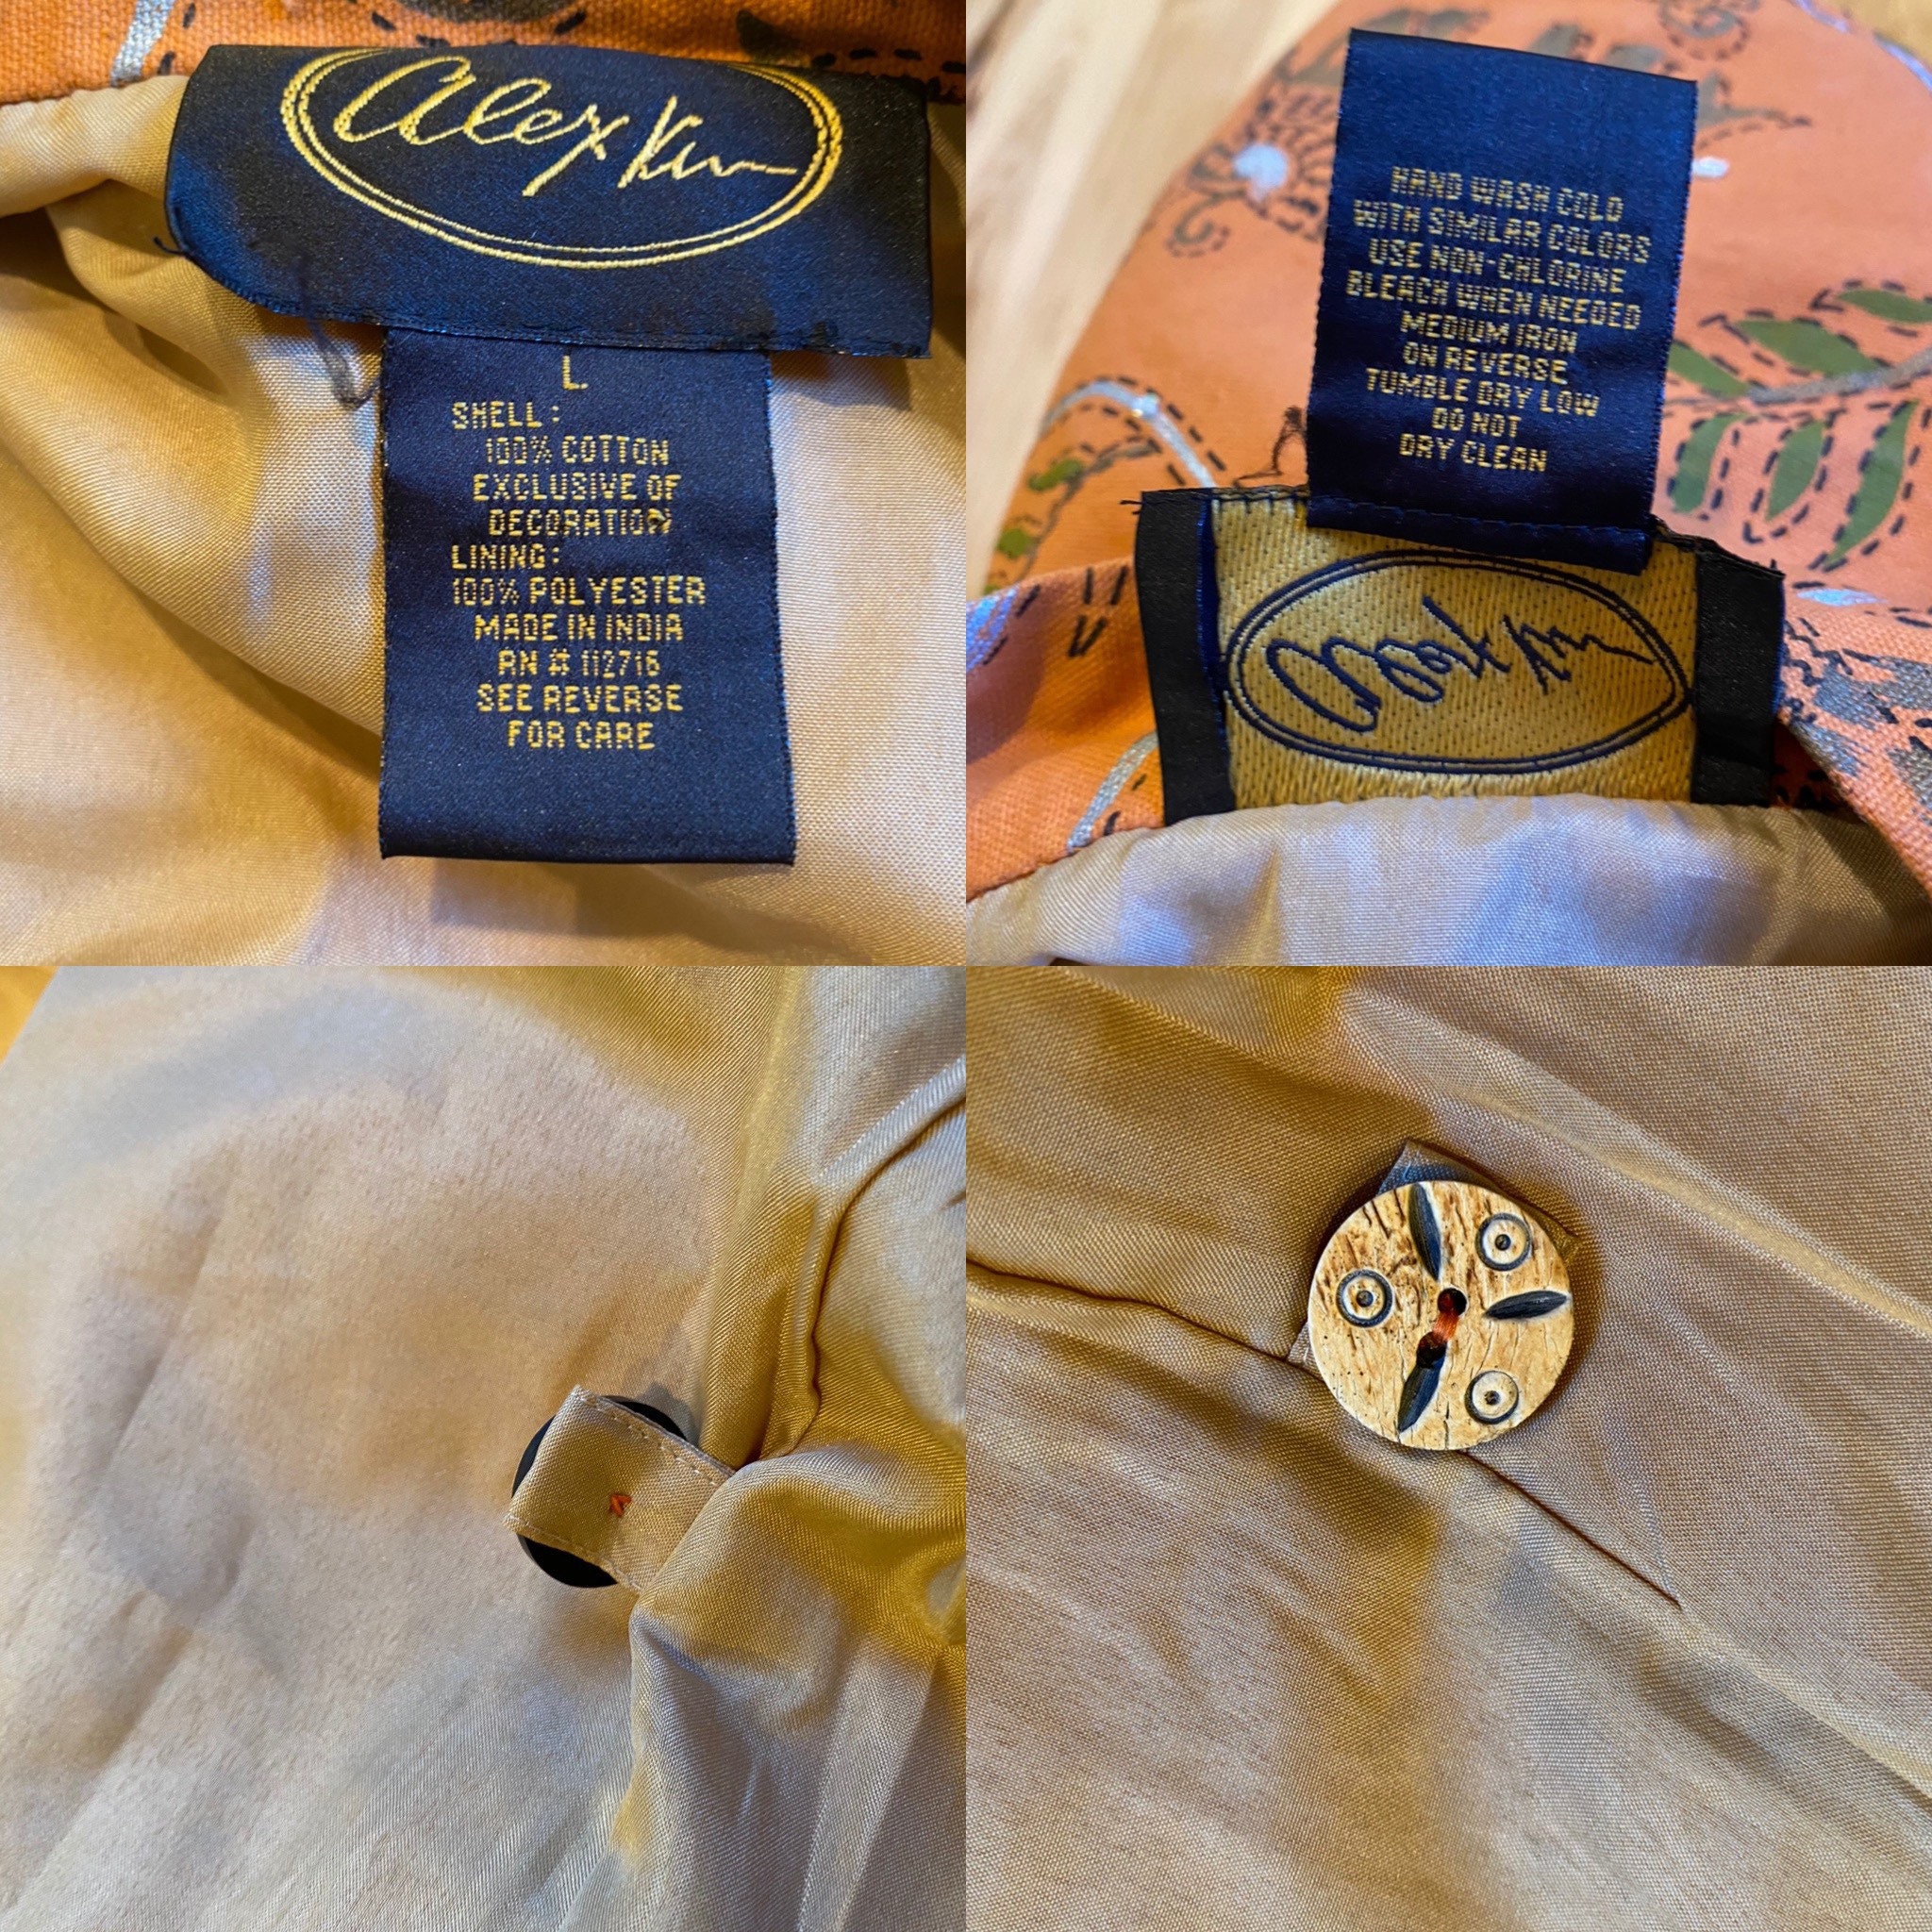 Alex Kim
L
SHELL:
100% COTTON
EXCLUSIVE OF
DECORATION
LINING:
100% POLYESTER
MADE IN INDIA
RN # 112716
SEE REVERSE
FOR CARE
HAND WASH COLD
WITH SIMILAR COLORS
USE NON-CHLORINE
BLEACH WHEN NEEDED
MEDIUM IRON
ON REVERSE
TUMBLE DRY LOW
DO NOT
DRY CLEAN